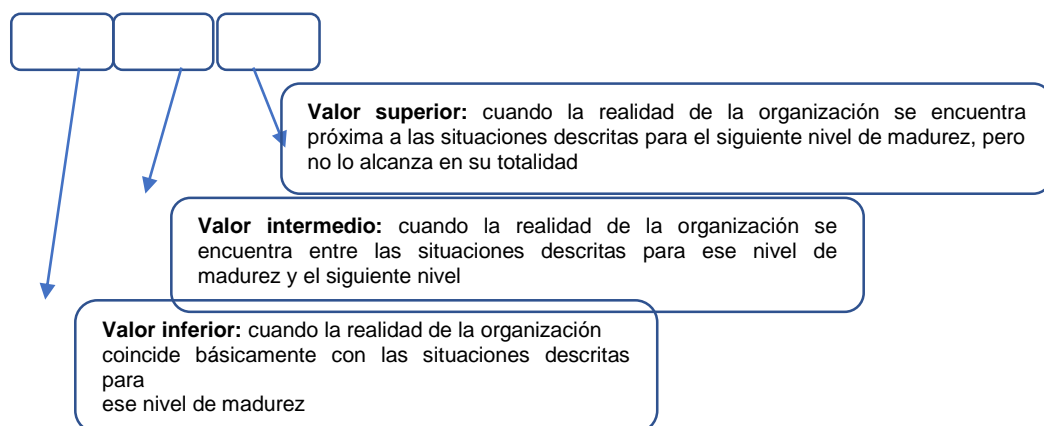 Valor superior: cuando la realidad de la organización se encuentra
próxima a las situaciones descritas para el siguiente nivel de madurez, pero
no lo alcanza en su totalidad
Valor intermedio: cuando la realidad de la organización se
encuentra entre las situaciones descritas para ese nivel de
madurez y el siguiente nivel
Valor inferior: cuando la realidad de la organización
coincide básicamente con las situaciones descritas
para
ese nivel de madurez